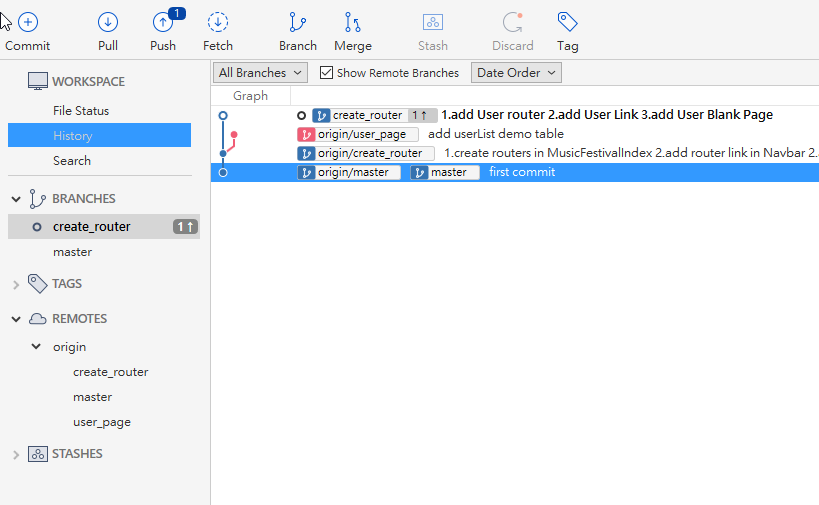 1
Commit Pull Push Fetch Branch Merge Stash Discard Tag
WORKSPACE
File Status
History
Search
BRANCHES
create_router 1↑
master
TAGS
REMOTES
origin
create_router
master
user_page
STASHES
All Branches Show Remote Branches Date Order
Graph
create_router 1↑ 1.add User router 2.add User Link 3.add User Blank Page
origin/user_page add userList demo table
origin/create_router 1.create routers in MusicFestivalIndex 2.add router link in Navbar 2.
origin/master master first commit